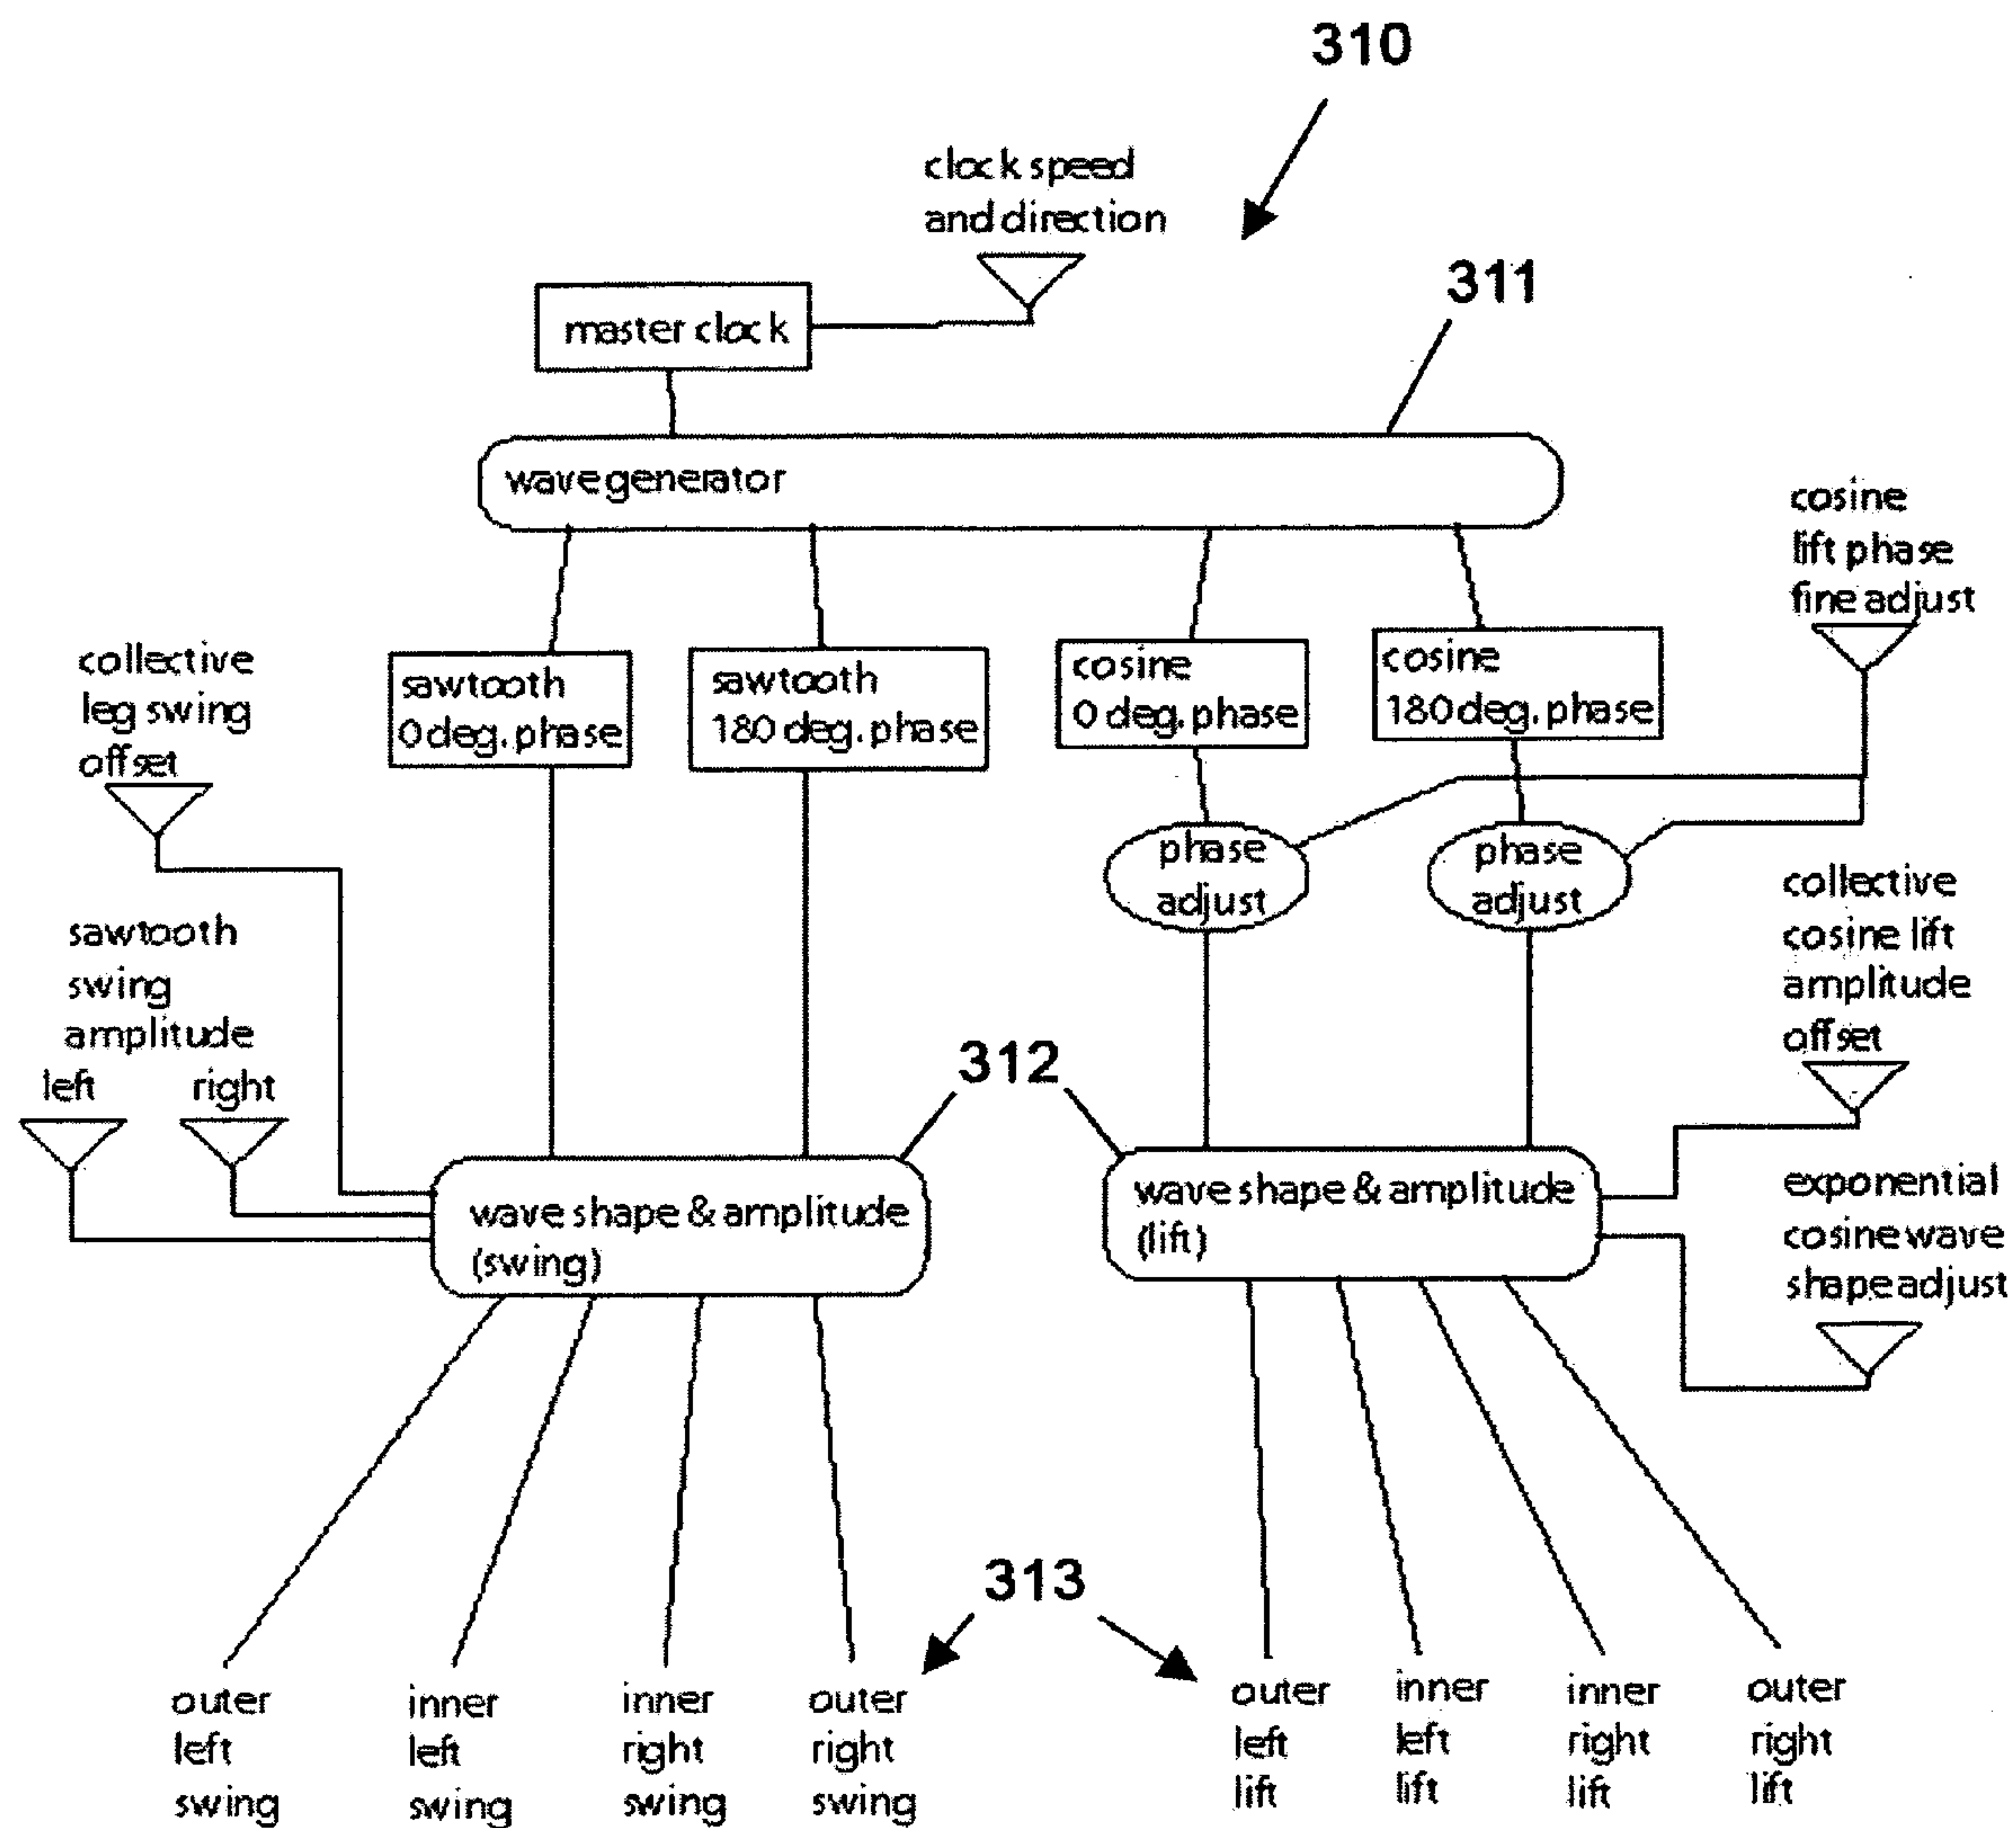 310
clock speed
and direction
311
master clock
wave generator
cosine
lift phase
fine adjust
collective
leg swing
offset
sawtooth
0 deg. phase
sawtooth
180 deg. phase
cosine
0 deg. phase
cosine
180 deg. phase
phase
adjust
phase
adjust
collective
cosine lift
amplitude
offset
sawtooth
swing
amplitude
left right
312
wave shape & amplitude
(swing)
wave shape & amplitude
(lift)
exponential
cosine wave
shape adjust
313
outer
left
swing
inner
left
swing
inner
right
swing
outer
right
swing
outer
left
lift
inner
left
lift
inner
right
lift
outer
right
lift